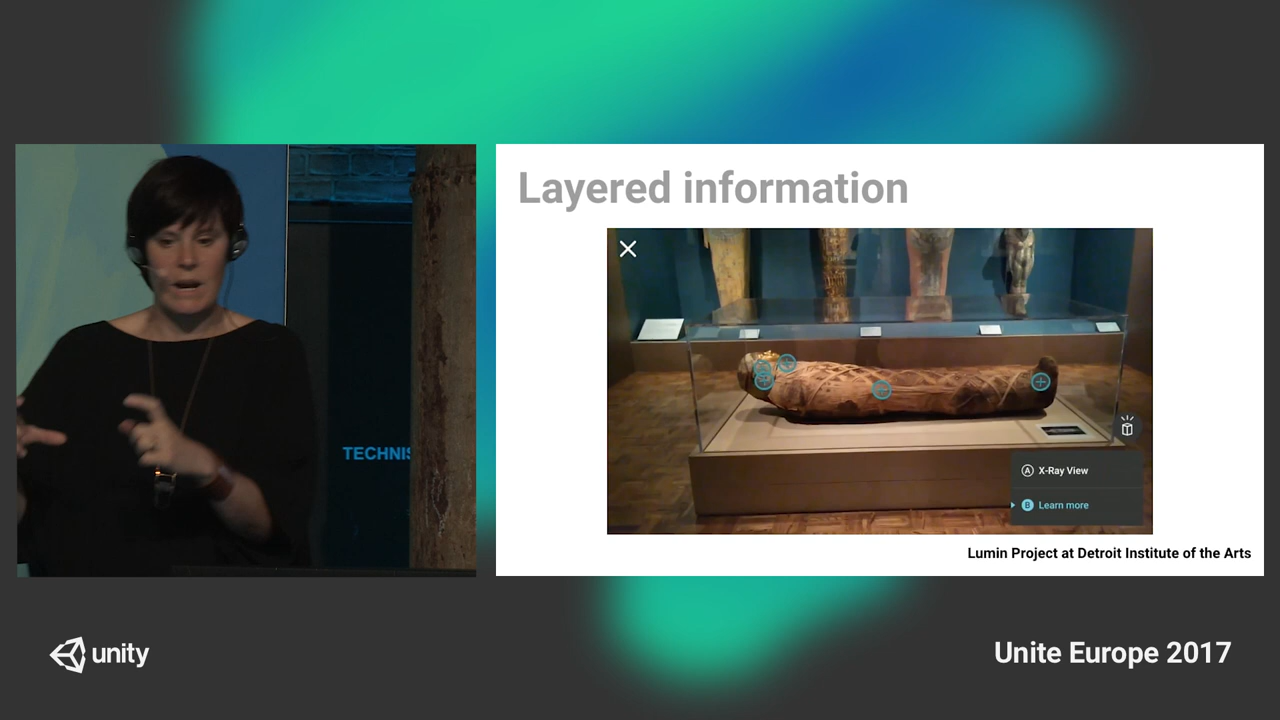 Layered information
TECHNIS
A X-Ray View
B Learn more
Lumin Project at Detroit Institute of the Arts
unity
Unite Europe 2017